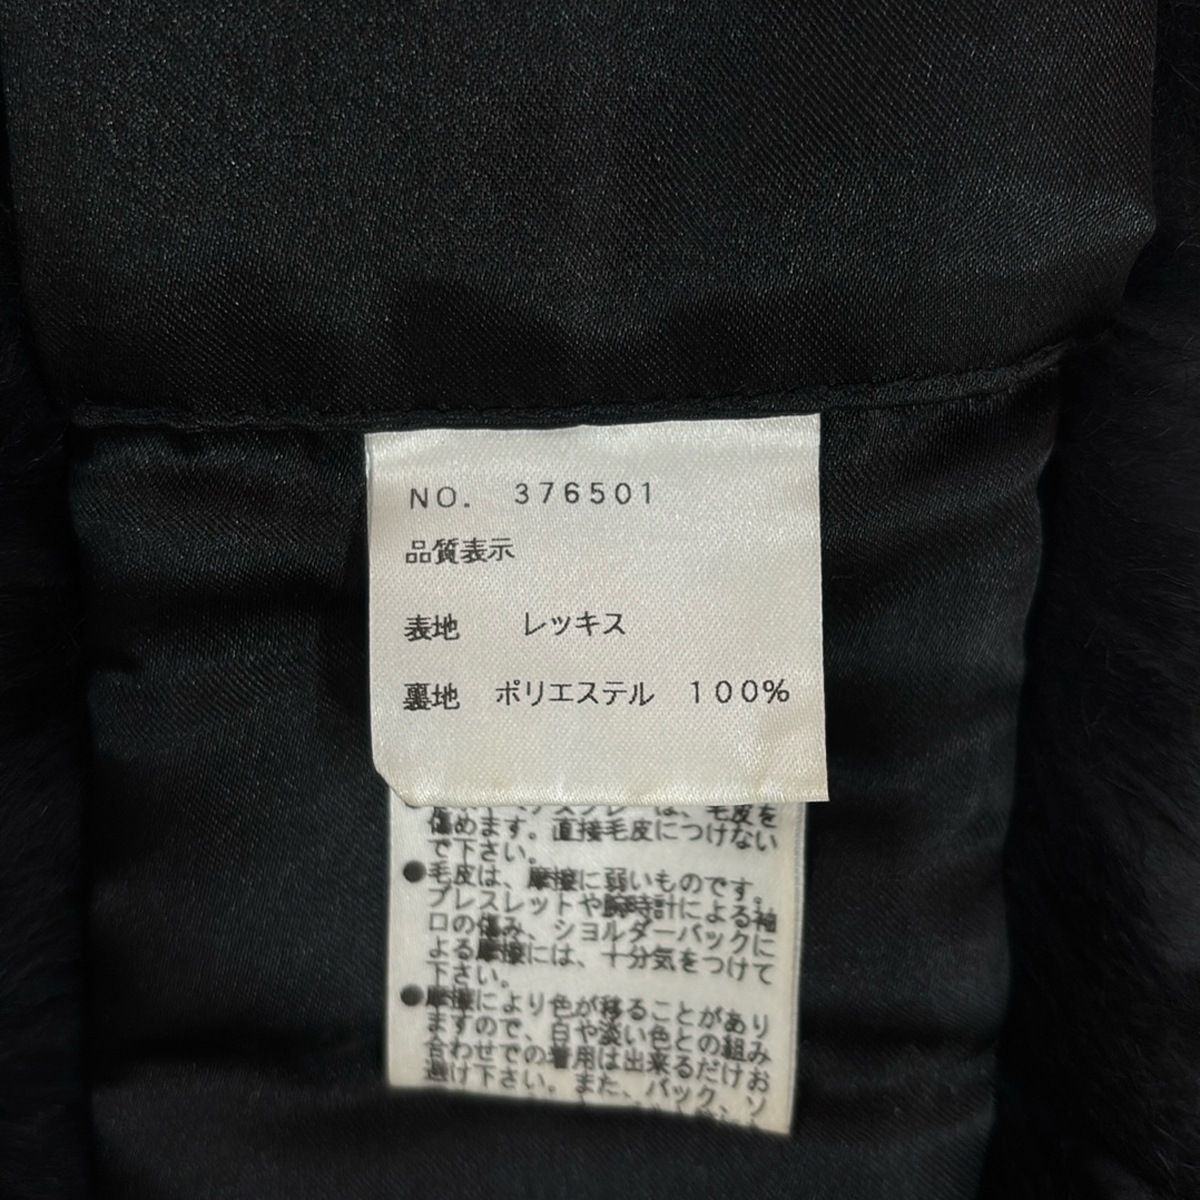 NO. 376501
品質表示
表地 レッキス
裏地 ポリエステル 100%
傷めます。直接毛皮につけない
で下さい。
●毛皮は、摩擦に弱いものです。
ブレスレットや腕時計による袖
口の傷み、ショルダーバックに
よる摩擦には、十分気をつけて
下さい。
●摩擦により色が移ることがあり
ますので、白や淡い色との組み
合わせでの着用は出来るだけお
避け下さい。また、バック、ソ